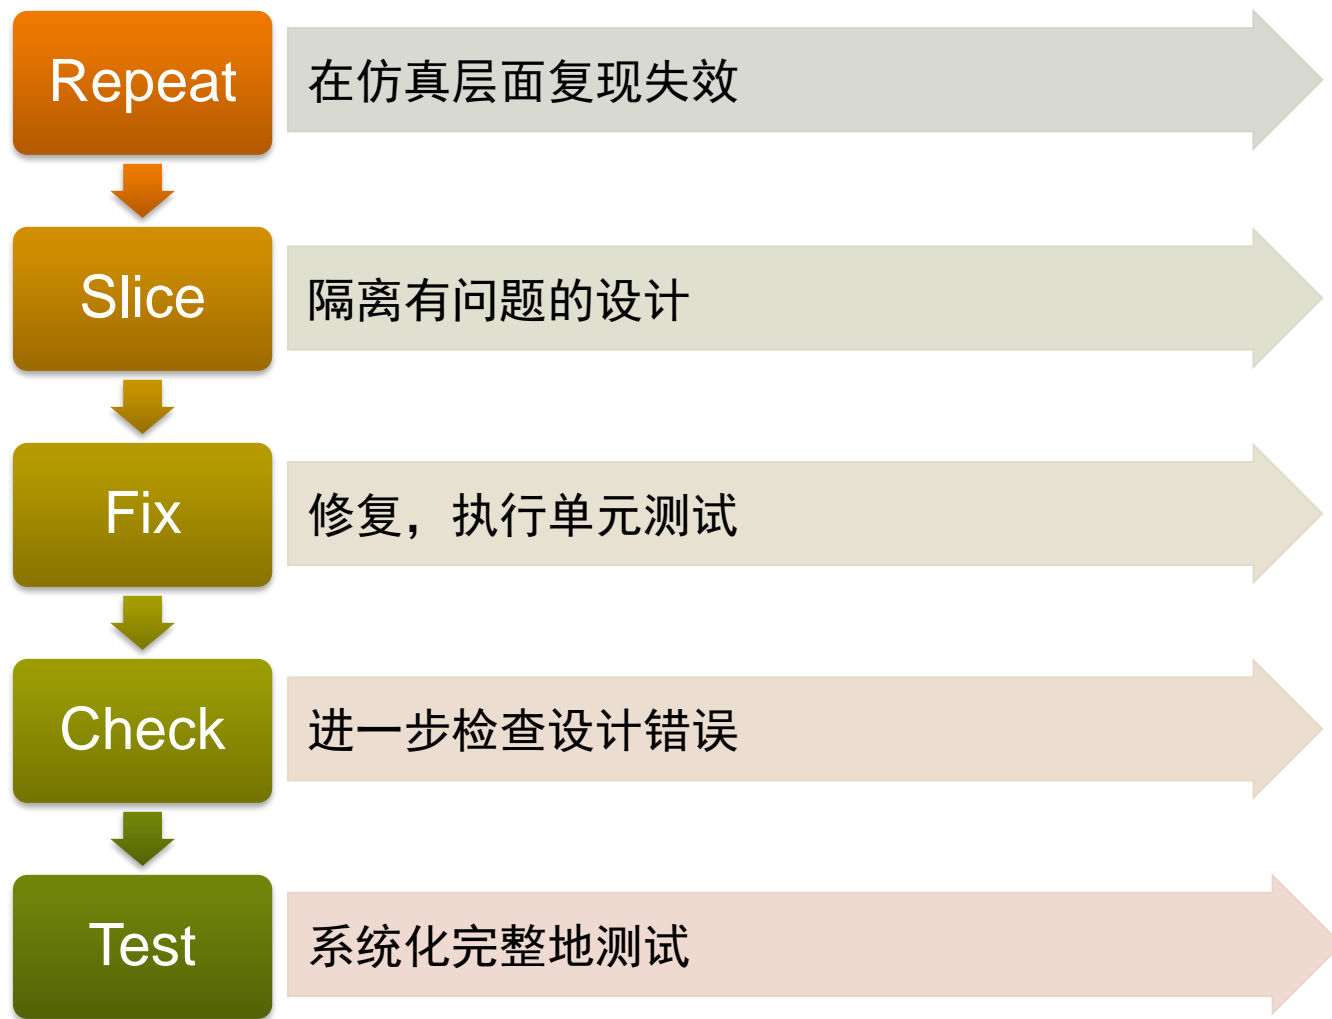 Repeat
在仿真层面复现失效
Slice
隔离有问题的设计
Fix
修复，执行单元测试
Check
进一步检查设计错误
Test
系统化完整地测试